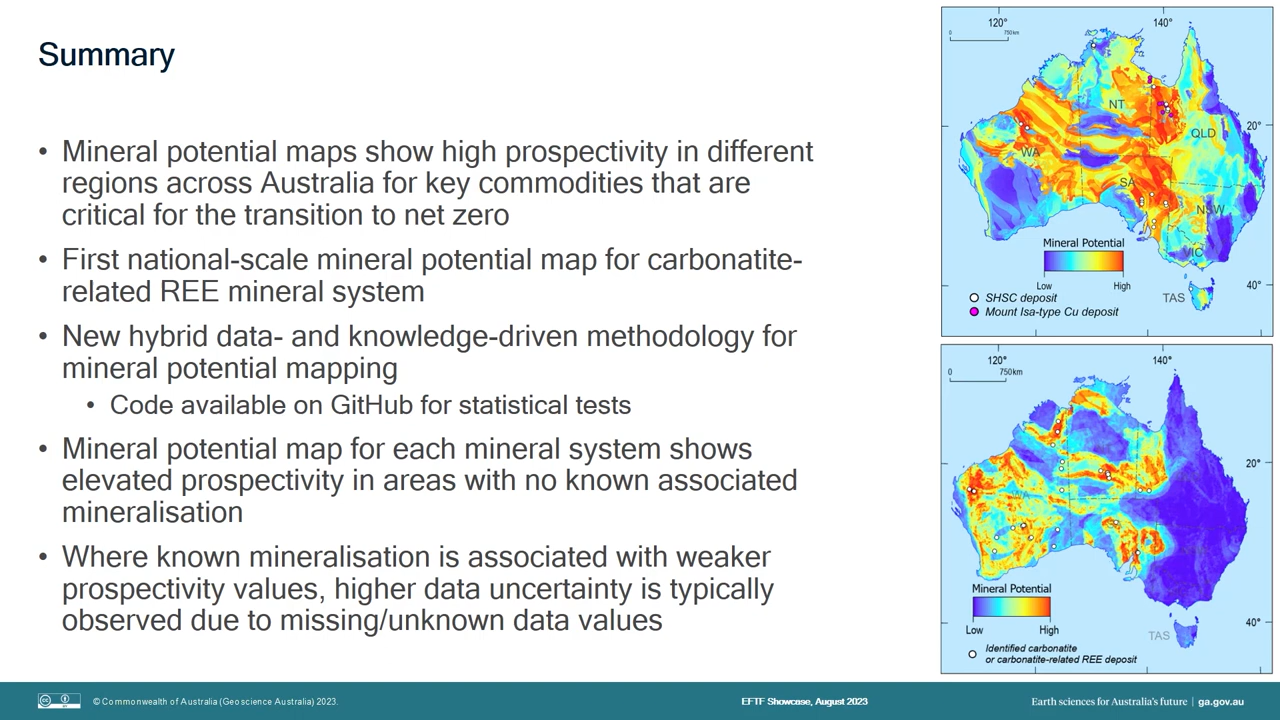 Summary
• Mineral potential maps show high prospectivity in different
regions across Australia for key commodities that are
critical for the transition to net zero
• First national-scale mineral potential map for carbonatite-
related REE mineral system
• New hybrid data- and knowledge-driven methodology for
mineral potential mapping
• Code available on GitHub for statistical tests
• Mineral potential map for each mineral system shows
elevated prospectivity in areas with no known associated
mineralisation
• Where known mineralisation is associated with weaker
prospectivity values, higher data uncertainty is typically
observed due to missing/unknown data values
120° 140°
0 750km
NT
QLD
20°
WA
SA
NSW
VIC
Mineral Potential
Low High
40°
TAS
SHSC deposit
Mount Isa-type Cu deposit
120° 140°
0 750km
20°
WA
Mineral Potential
Low High
40°
TAS
Identified carbonatite
or carbonatite-related REE deposit
cc BY
© Commonwealth of Australia (Geoscience Australia) 2023.
EFTF Showcase, August 2023
Earth sciences for Australia's future | ga.gov.au